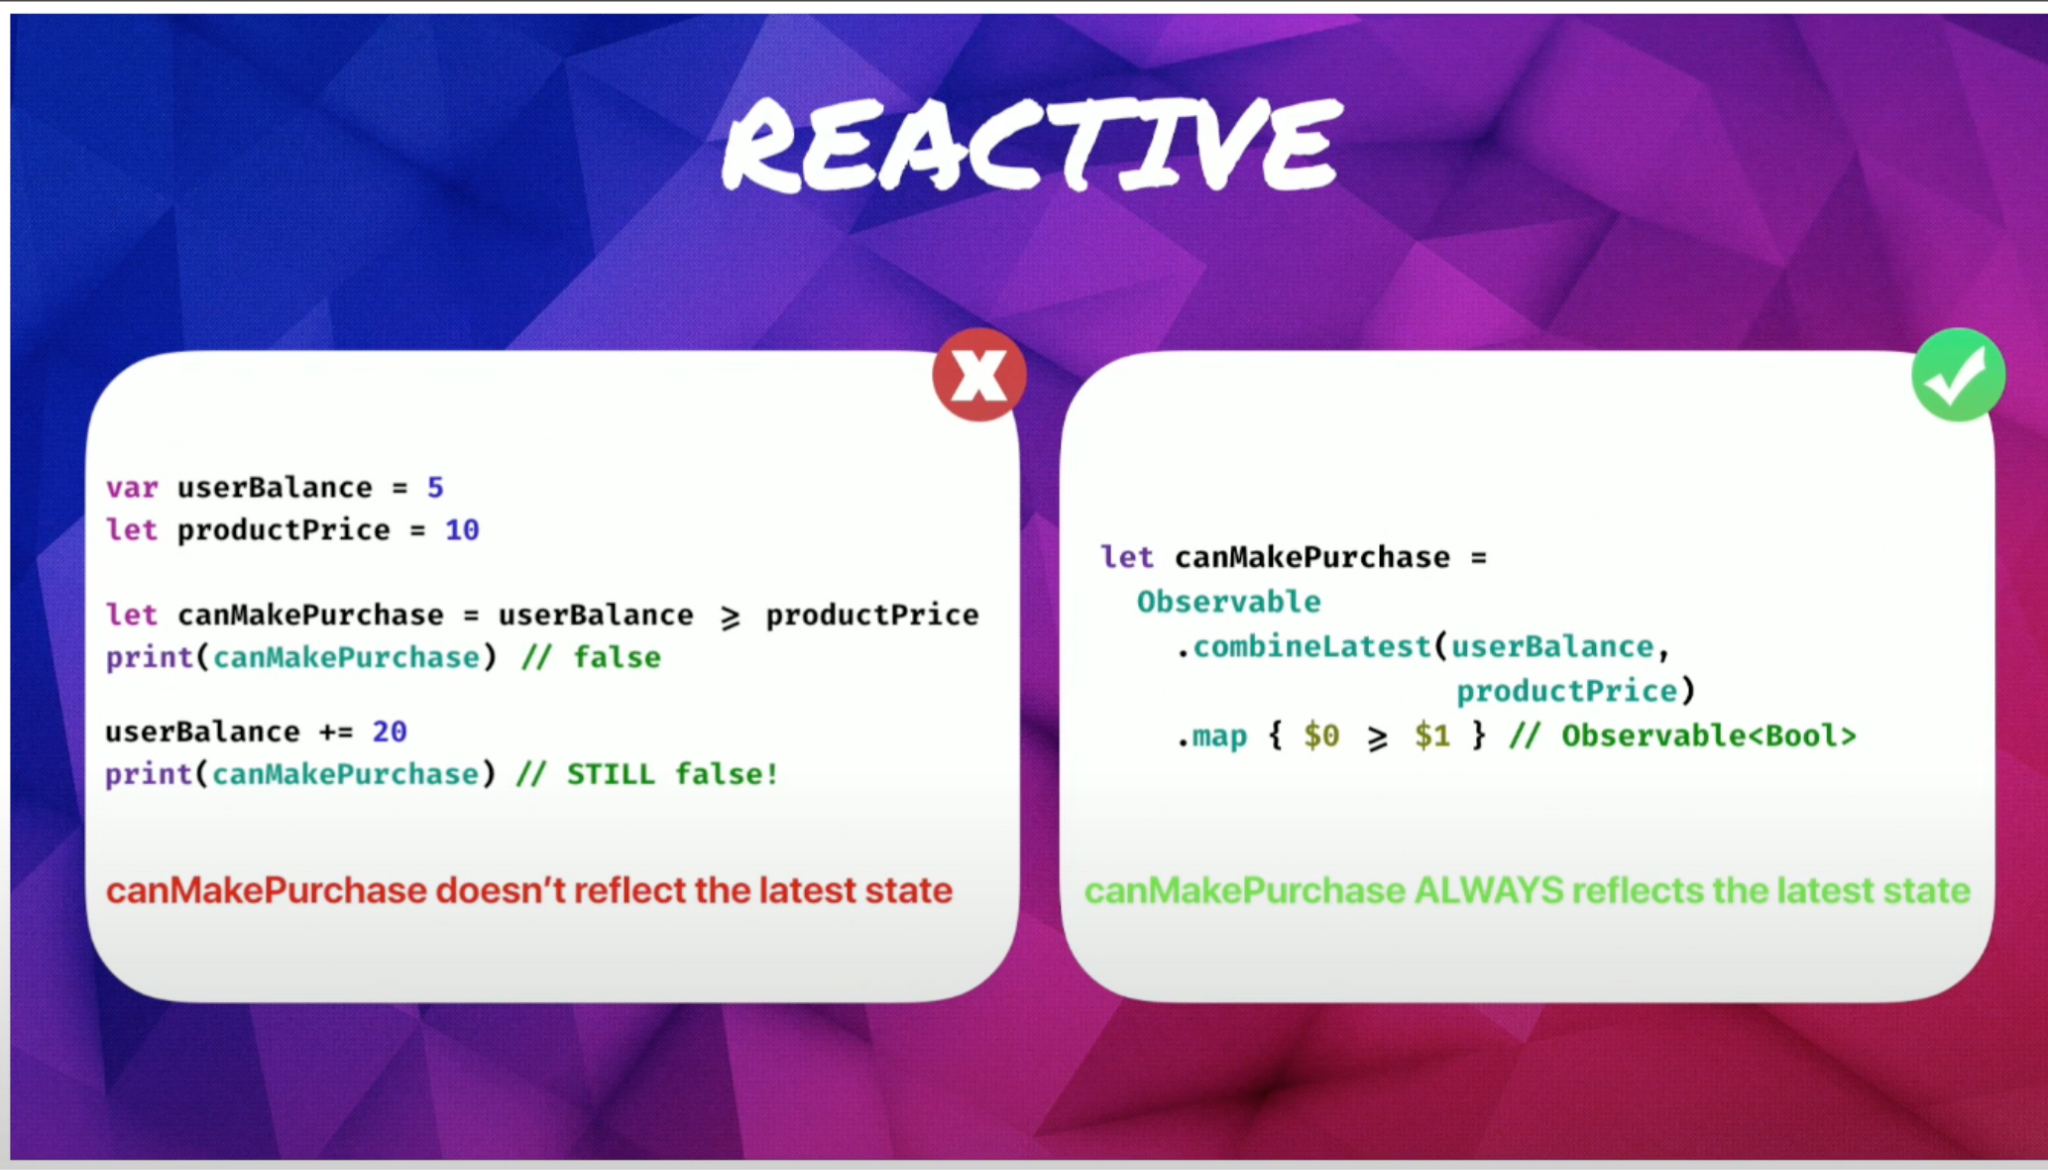 REACTIVE
var userBalance = 5
let productPrice = 10
let canMakePurchase = userBalance ⩾ productPrice
print(canMakePurchase) // false
userBalance += 20
print(canMakePurchase) // STILL false!
canMakePurchase doesn’t reflect the latest state
let canMakePurchase =
Observable
.combineLatest(userBalance,
productPrice)
.map { $0 ⩾ $1 } // Observable<Bool>
canMakePurchase ALWAYS reflects the latest state